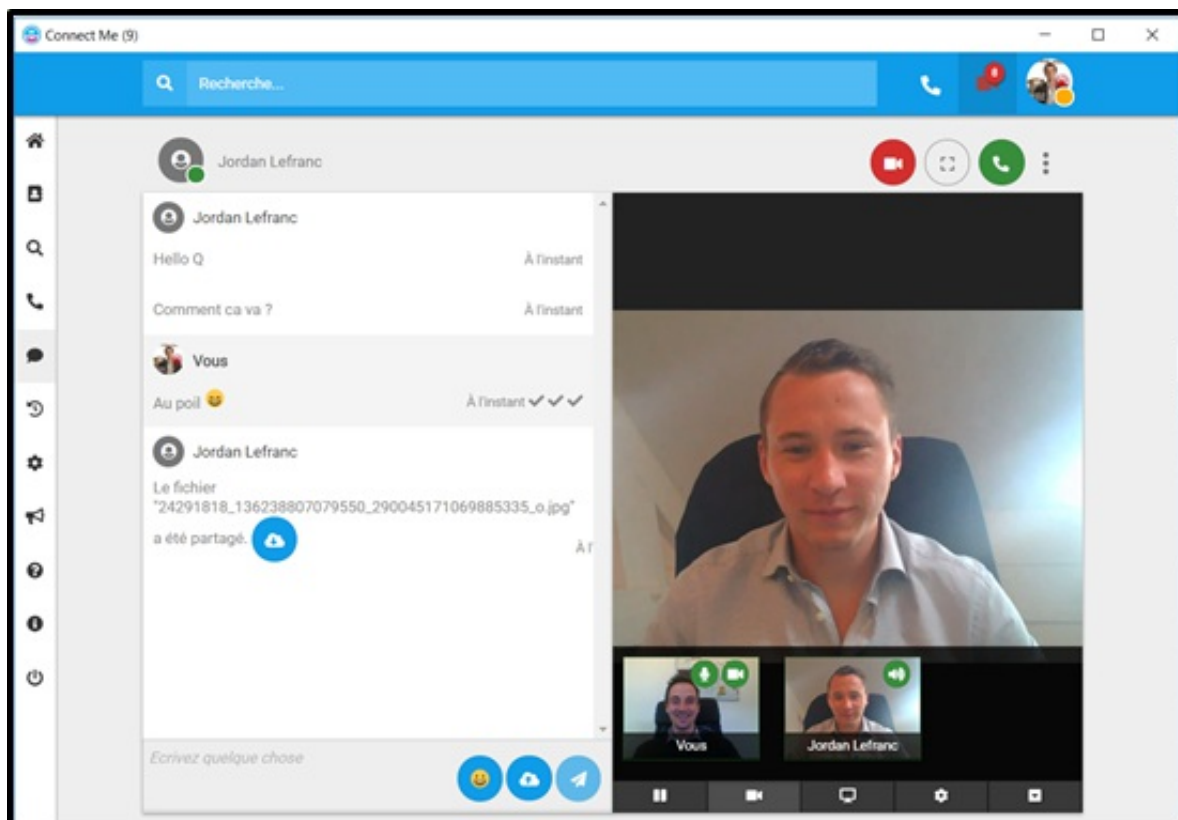 Connect Me (9)
Recherche...
Jordan Lefranc
Jordan Lefranc
Hello Q À l'instant
Comment ca va ? À l'instant
Vous
Au poil À l'instant
Jordan Lefranc
Le fichier
"24291818_136238807079550_290045171069885335_o.jpg"
a été partagé.
À l'
Ecrivez quelque chose
Vous
Jordan Lefranc